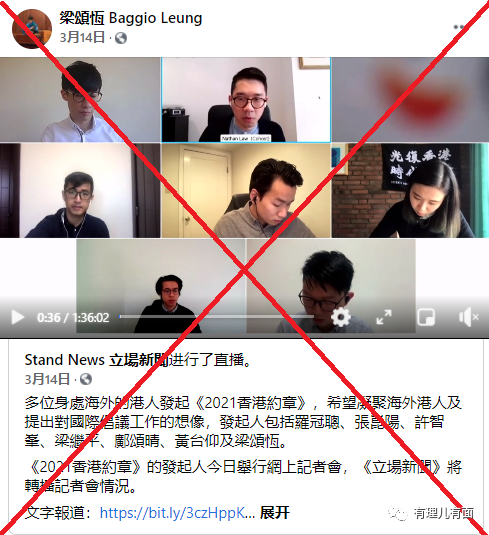 梁頌恆 Baggio Leung
3月14日 ·
Nathan Law (Cohost)
光復香港
0:36 / 1:36:02
Stand News 立場新聞进行了直播。
3月14日 ·
多位身處海外的港人發起《2021香港約章》，希望凝聚海外港人及
提出對國際倡議工作的想像，發起人包括羅冠聰、張崑陽、許智
峯、梁繼平、鄺頌晴、黃台仰及梁頌恆。
《2021香港約章》的發起人今日舉行網上記者會，《立場新聞》將
轉播記者會情況。
文字報道：https://bit.ly/3czHppK... 展开
有理儿有面